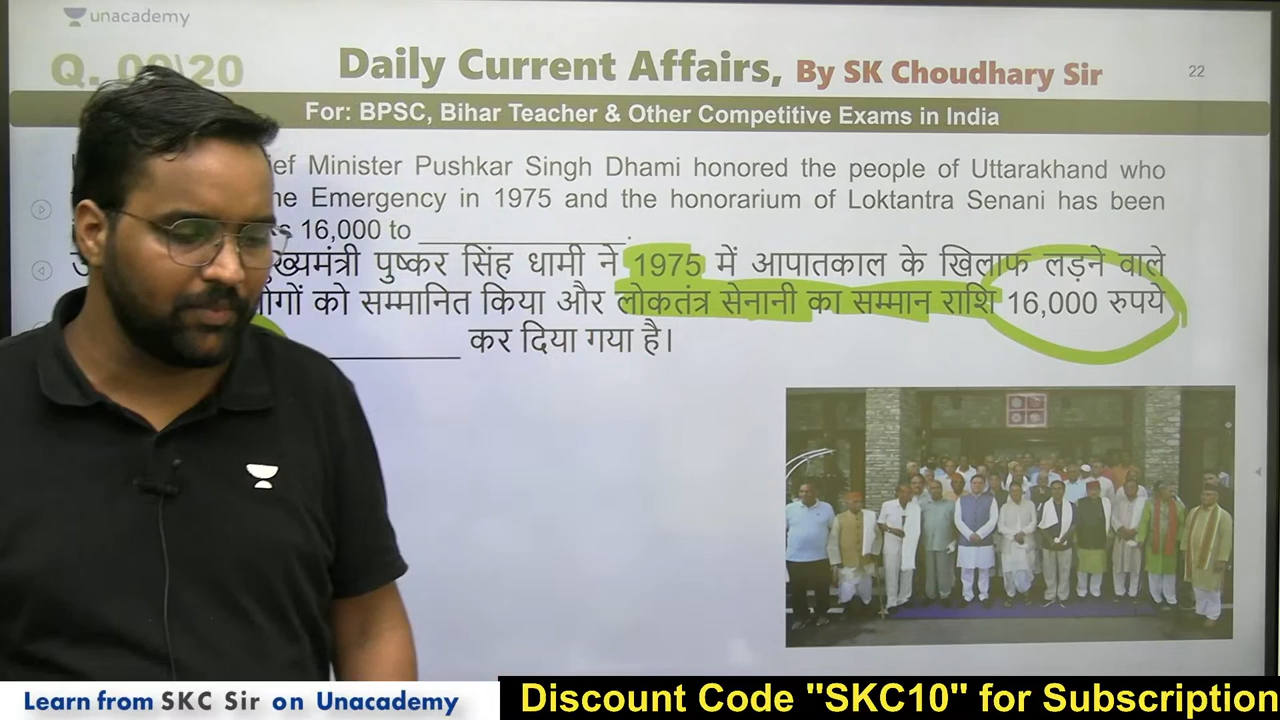 unacademy
Daily Current Affairs, By SK Choudhary Sir
22
For: BPSC, Bihar Teacher & Other Competitive Exams in India
Minister Pushkar Singh Dhami honored the people of Uttarakhand who
Emergency in 1975 and the honorarium of Loktantra Senani has been
16,000 to ____________.
पुष्कर सिंह धामी ने 1975 में आपातकाल के खिलाफ लड़ने वाले
को सम्मानित किया और लोकतंत्र सेनानी का सम्मान राशि 16,000 रुपये
____________ कर दिया गया है।
Learn from SKC Sir on Unacademy
Discount Code "SKC10" for Subscription